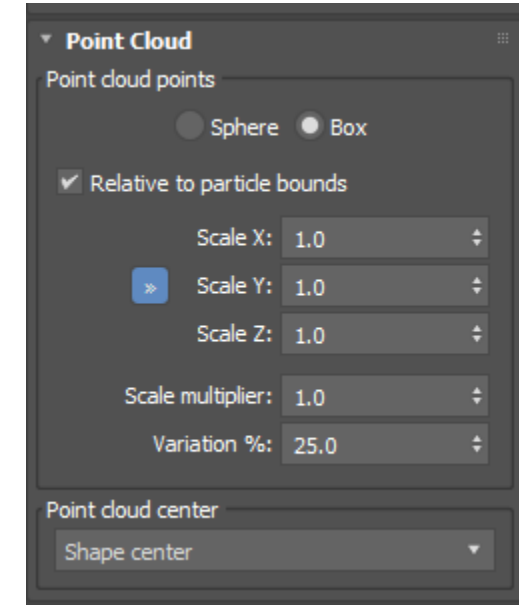 Point Cloud
Point cloud points
Sphere Box
Relative to particle bounds
Scale X: 1.0
» Scale Y: 1.0
Scale Z: 1.0
Scale multiplier: 1.0
Variation %: 25.0
Point cloud center
Shape center